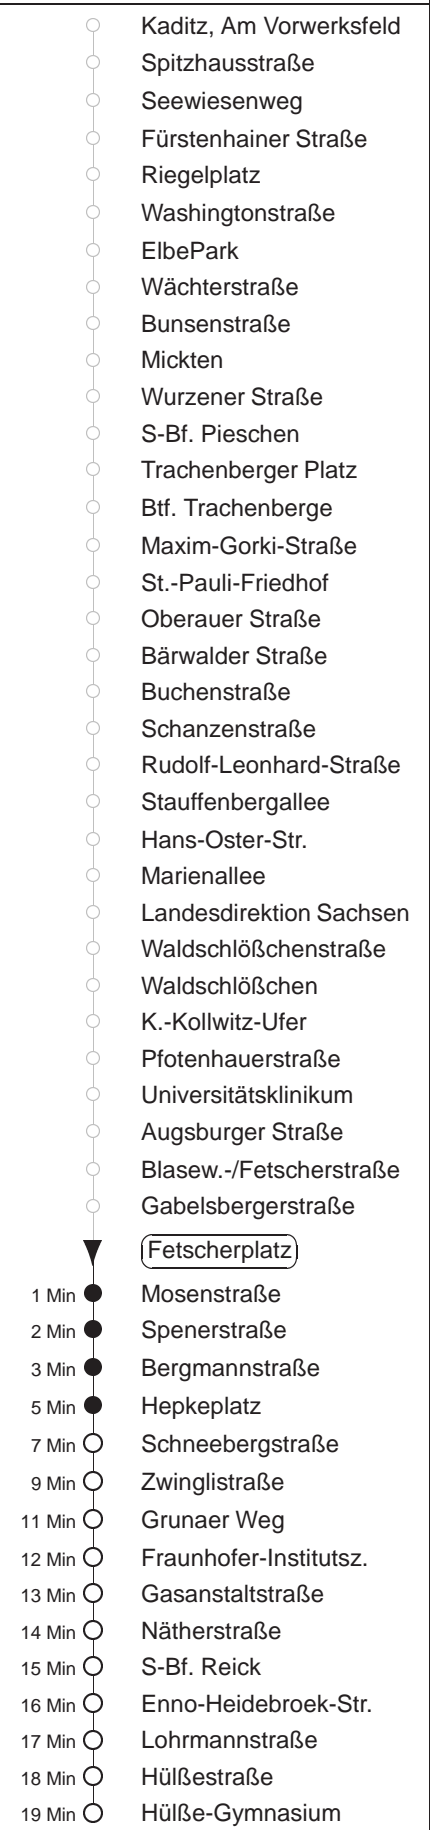 Kaditz, Am Vorwerksfeld
Spitzhausstraße
Seewiesenweg
Fürstenhainer Straße
Riegelplatz
Washingtonstraße
ElbePark
Wächterstraße
Bunsenstraße
Mickten
Wurzener Straße
S-Bf. Pieschen
Trachenberger Platz
Btf. Trachenberge
Maxim-Gorki-Straße
St.-Pauli-Friedhof
Oberauer Straße
Bärwalder Straße
Buchenstraße
Schanzenstraße
Rudolf-Leonhard-Straße
Stauffenbergallee
Hans-Oster-Str.
Marienallee
Landesdirektion Sachsen
Waldschlößchenstraße
Waldschlößchen
K.-Kollwitz-Ufer
Pfotenhauerstraße
Universitätsklinikum
Augsburger Straße
Blasew.-/Fetscherstraße
Gabelsbergerstraße
Fetscherplatz
1 Min Mosenstraße
2 Min Spenerstraße
3 Min Bergmannstraße
5 Min Hepkeplatz
7 Min Schneebergstraße
9 Min Zwinglistraße
11 Min Grunaer Weg
12 Min Fraunhofer-Institutsz.
13 Min Gasanstaltstraße
14 Min Nätherstraße
15 Min S-Bf. Reick
16 Min Enno-Heidebroek-Str.
17 Min Lohrmannstraße
18 Min Hülßestraße
19 Min Hülße-Gymnasium